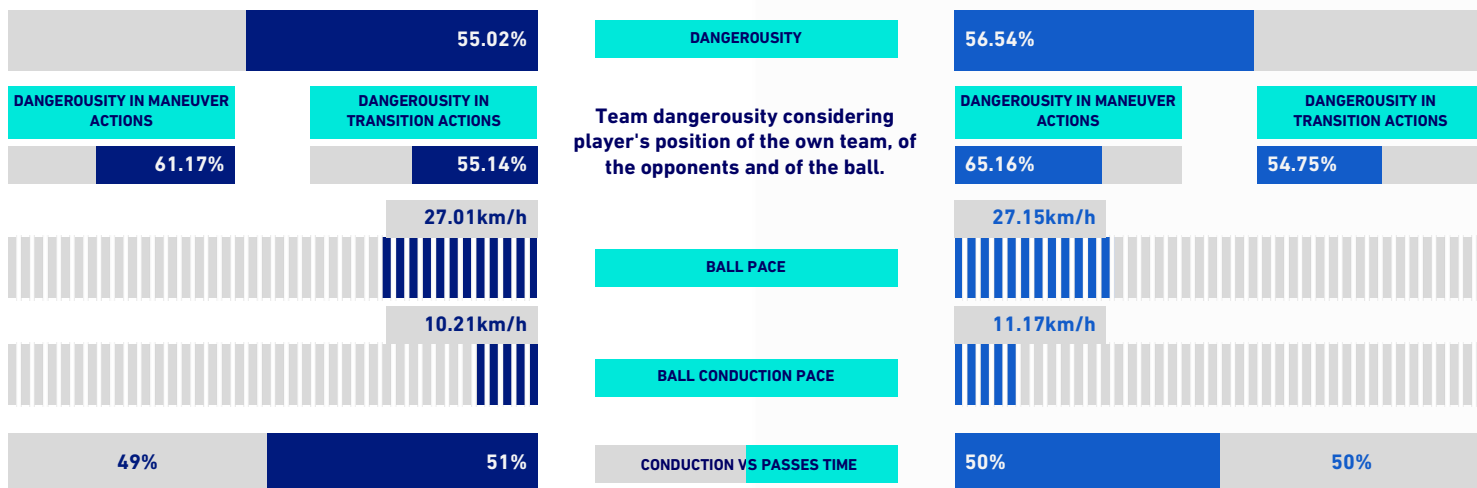 55.02%
DANGEROUSITY
56.54%
DANGEROUSITY IN MANEUVER
ACTIONS
DANGEROUSITY IN
TRANSITION ACTIONS
Team dangerousity considering
player's position of the own team, of
the opponents and of the ball.
DANGEROUSITY IN MANEUVER
ACTIONS
DANGEROUSITY IN
TRANSITION ACTIONS
61.17%
55.14%
65.16%
54.75%
27.01km/h
27.15km/h
BALL PACE
10.21km/h
11.17km/h
BALL CONDUCTION PACE
49%
51%
CONDUCTION VS PASSES TIME
50%
50%